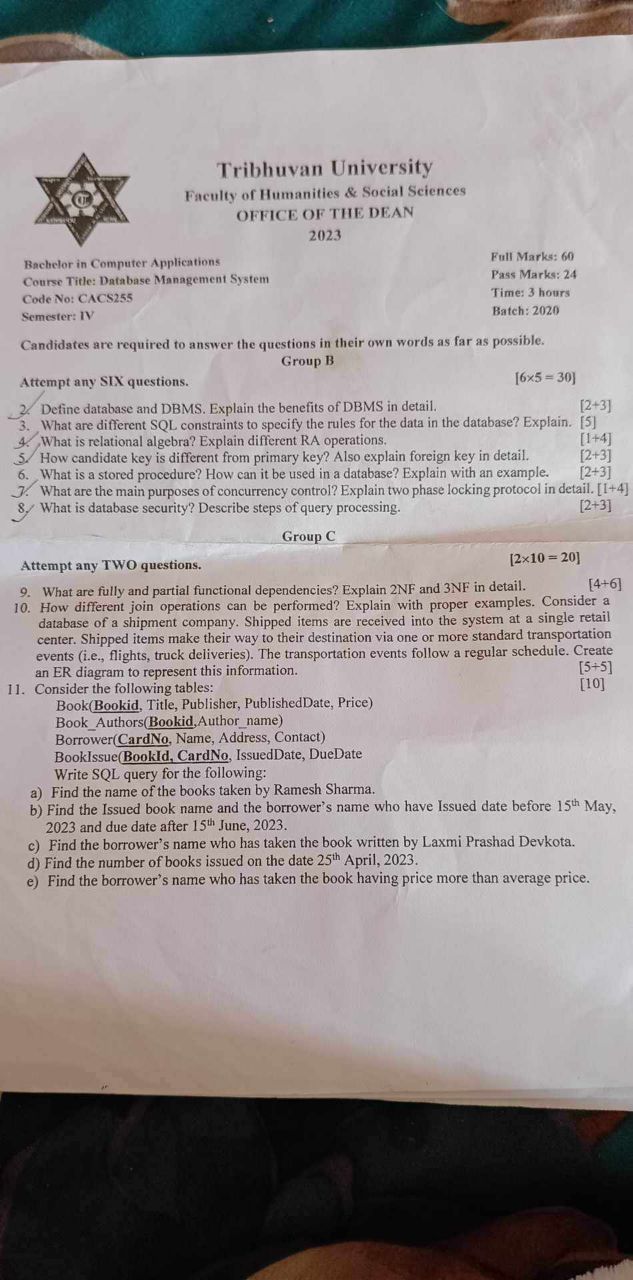 Tribhuvan University
Faculty of Humanities & Social Sciences
OFFICE OF THE DEAN
2023
Bachelor in Computer Applications
Course Title: Database Management System
Code No: CACS255
Semester: IV
Full Marks: 60
Pass Marks: 24
Time: 3 hours
Batch: 2020
Candidates are required to answer the questions in their own words as far as possible.
Group B
Attempt any SIX questions. [6×5 = 30]
2. Define database and DBMS. Explain the benefits of DBMS in detail. [2+3]
3. What are different SQL constraints to specify the rules for the data in the database? Explain. [5]
4. What is relational algebra? Explain different RA operations. [1+4]
5. How candidate key is different from primary key? Also explain foreign key in detail. [2+3]
6. What is a stored procedure? How can it be used in a database? Explain with an example. [2+3]
7. What are the main purposes of concurrency control? Explain two phase locking protocol in detail. [1+4]
8. What is database security? Describe steps of query processing. [2+3]
Group C
Attempt any TWO questions. [2×10 = 20]
9. What are fully and partial functional dependencies? Explain 2NF and 3NF in detail. [4+6]
10. How different join operations can be performed? Explain with proper examples. Consider a
database of a shipment company. Shipped items are received into the system at a single retail
center. Shipped items make their way to their destination via one or more standard transportation
events (i.e., flights, truck deliveries). The transportation events follow a regular schedule. Create
an ER diagram to represent this information. [5+5]
11. Consider the following tables: [10]
Book(Bookid, Title, Publisher, PublishedDate, Price)
Book_Authors(Bookid,Author_name)
Borrower(CardNo, Name, Address, Contact)
BookIssue(BookId, CardNo, IssuedDate, DueDate
Write SQL query for the following:
a) Find the name of the books taken by Ramesh Sharma.
b) Find the Issued book name and the borrower's name who have Issued date before 15th May,
2023 and due date after 15th June, 2023.
c) Find the borrower's name who has taken the book written by Laxmi Prashad Devkota.
d) Find the number of books issued on the date 25th April, 2023.
e) Find the borrower's name who has taken the book having price more than average price.